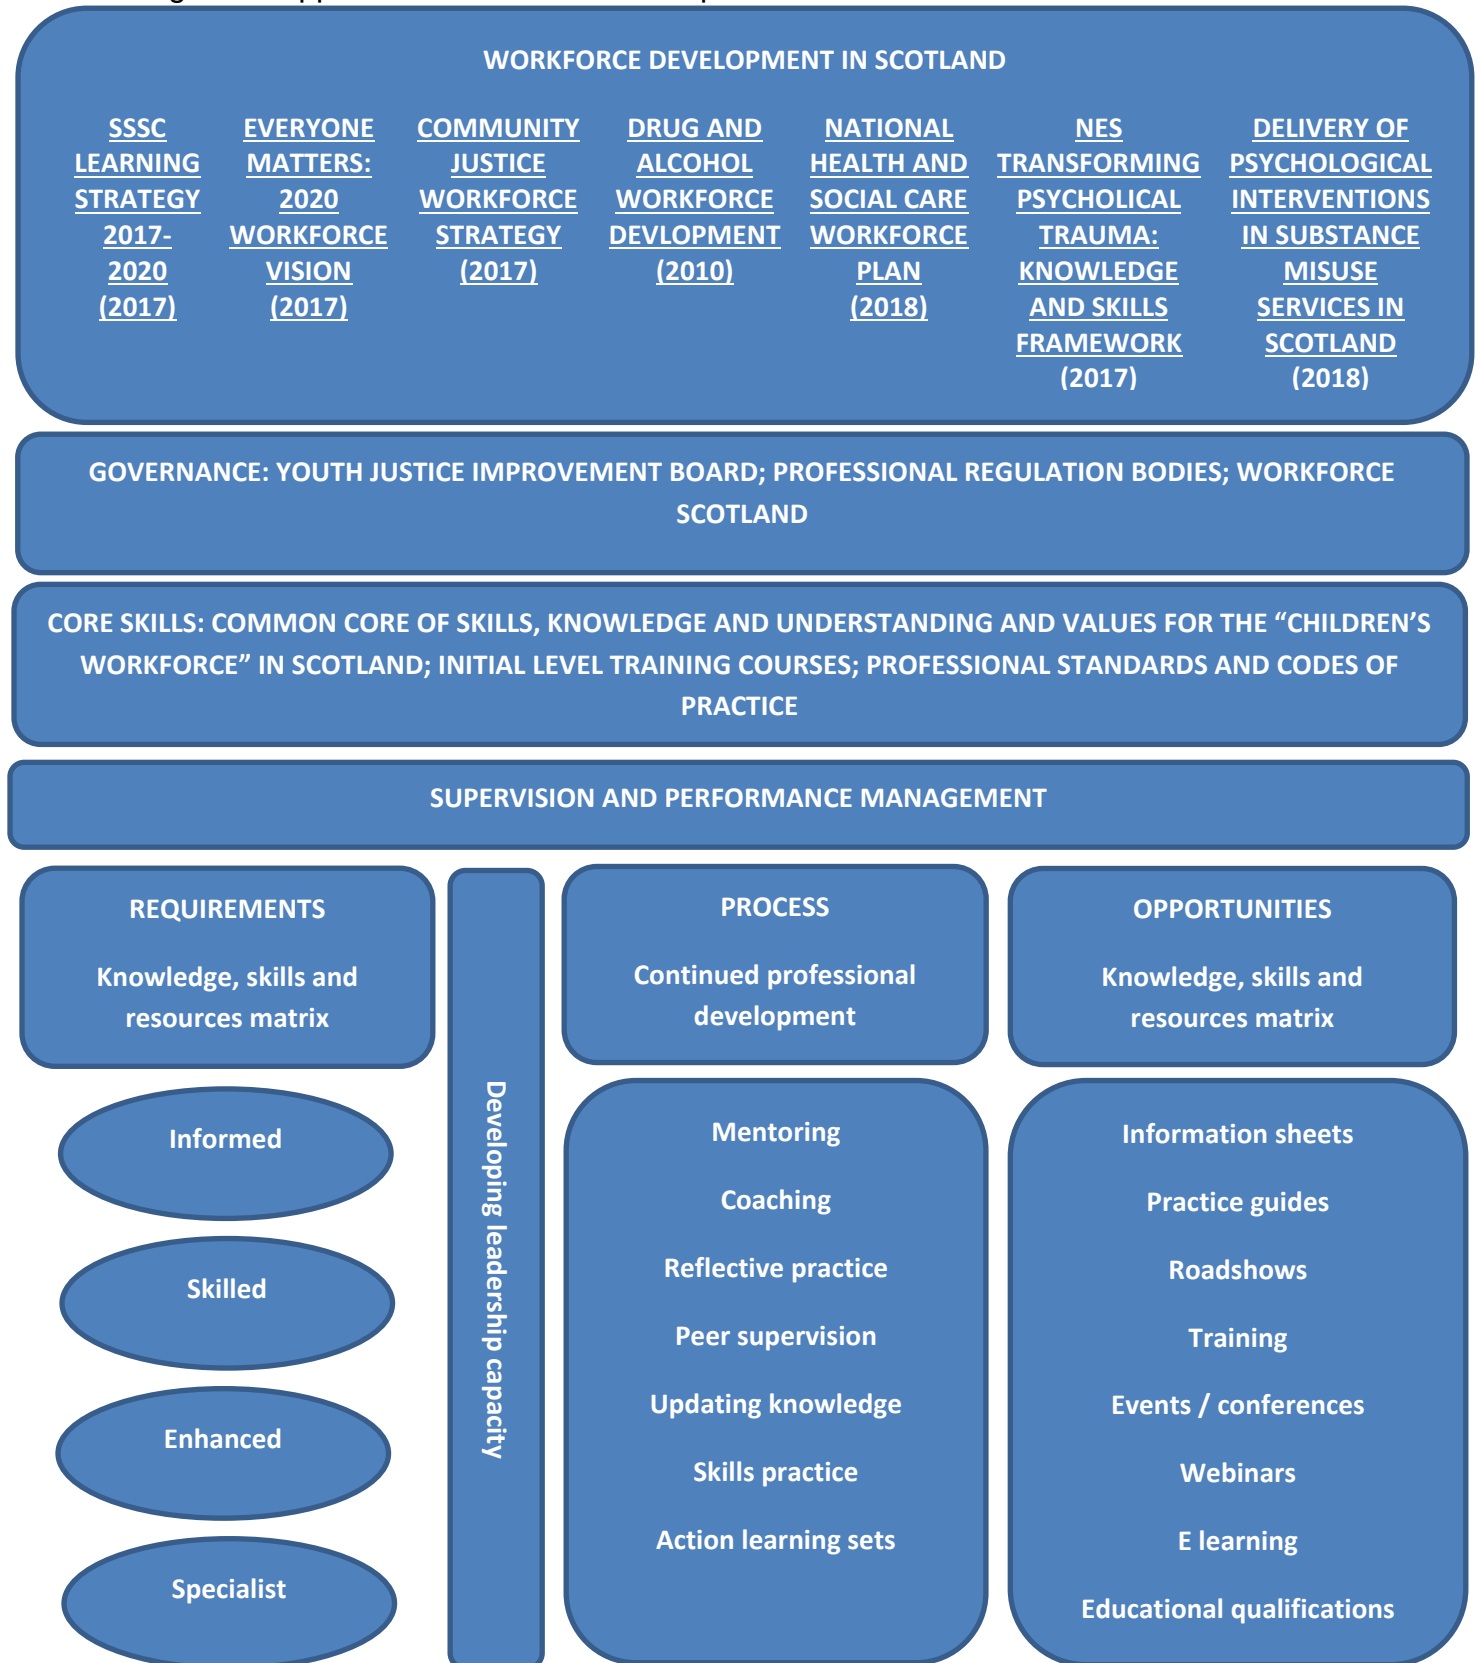 WORKFORCE DEVELOPMENT IN SCOTLAND
SSSC
LEARNING
STRATEGY
2017-
2020
(2017)
EVERYONE
MATTERS:
2020
WORKFORCE
VISION
(2017)
COMMUNITY
JUSTICE
WORKFORCE
STRATEGY
(2017)
DRUG AND
ALCOHOL
WORKFORCE
DEVLOPMENT
(2010)
NATIONAL
HEALTH AND
SOCIAL CARE
WORKFORCE
PLAN
(2018)
NES
TRANSFORMING
PSYCHOLICAL
TRAUMA:
KNOWLEDGE
AND SKILLS
FRAMEWORK
(2017)
DELIVERY OF
PSYCHOLOGICAL
INTERVENTIONS
IN SUBSTANCE
MISUSE
SERVICES IN
SCOTLAND
(2018)
GOVERNANCE: YOUTH JUSTICE IMPROVEMENT BOARD; PROFESSIONAL REGULATION BODIES; WORKFORCE
SCOTLAND
CORE SKILLS: COMMON CORE OF SKILLS, KNOWLEDGE AND UNDERSTANDING AND VALUES FOR THE “CHILDREN’S
WORKFORCE” IN SCOTLAND; INITIAL LEVEL TRAINING COURSES; PROFESSIONAL STANDARDS AND CODES OF
PRACTICE
SUPERVISION AND PERFORMANCE MANAGEMENT
REQUIREMENTS
Knowledge, skills and
resources matrix
Informed
Skilled
Enhanced
Specialist
Developing leadership capacity
PROCESS
Continued professional
development
Mentoring
Coaching
Reflective practice
Peer supervision
Updating knowledge
Skills practice
Action learning sets
OPPORTUNITIES
Knowledge, skills and
resources matrix
Information sheets
Practice guides
Roadshows
Training
Events / conferences
Webinars
E learning
Educational qualifications